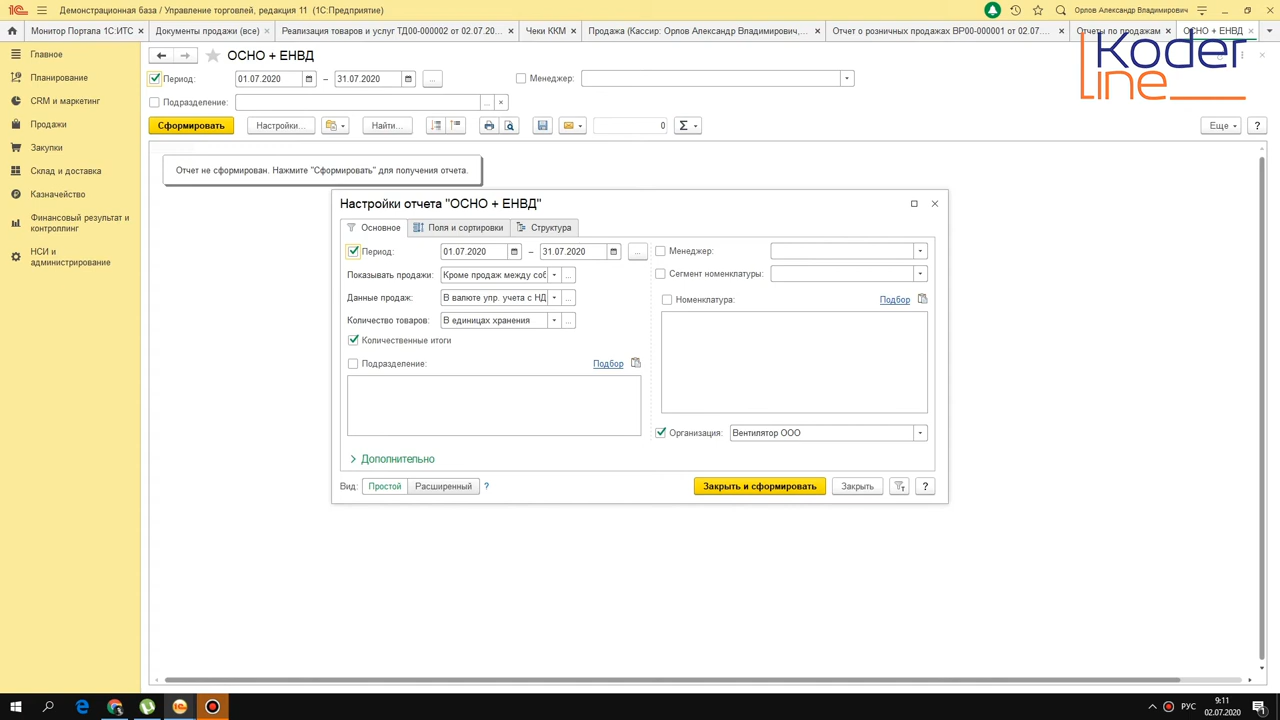 Демонстрационная база / Управление торговлей, редакция 11 (1С:Предприятие)
Орлов Александр Владимирович
Монитор Портала 1С:ИТС
Документы продажи (все)
Реализация товаров и услуг ТД00-000002 от 02.07.20...
Чеки ККМ
Продажа (Кассир: Орлов Александр Владимирович,...
Отчет о розничных продажах ВР00-000001 от 02.07....
Отчеты по продажам
ОСНО + ЕНВД
Koder
line
Главное
Планирование
CRM и маркетинг
Продажи
Закупки
Склад и доставка
Казначейство
Финансовый результат и
контроллинг
НСИ и
администрирование
ОСНО + ЕНВД
Период: 01.07.2020 – 31.07.2020 ... Менеджер:
Подразделение: ...
Сформировать Настройки... Найти... 0 Σ Еще ?
Отчет не сформирован. Нажмите "Сформировать" для получения отчета.
Настройки отчета "ОСНО + ЕНВД"
Основное Поля и сортировки Структура
Период: 01.07.2020 – 31.07.2020 ... Менеджер:
Показывать продажи: Кроме продаж между соб ... Сегмент номенклатуры:
Данные продаж: В валюте упр. учета с НД ... Номенклатура: Подбор
Количество товаров: В единицах хранения ...
Количественные итоги
Подразделение: Подбор
Организация: Вентилятор ООО
Дополнительно
Вид: Простой Расширенный ? Закрыть и сформировать Закрыть ?
РУС
9:11
02.07.2020
1